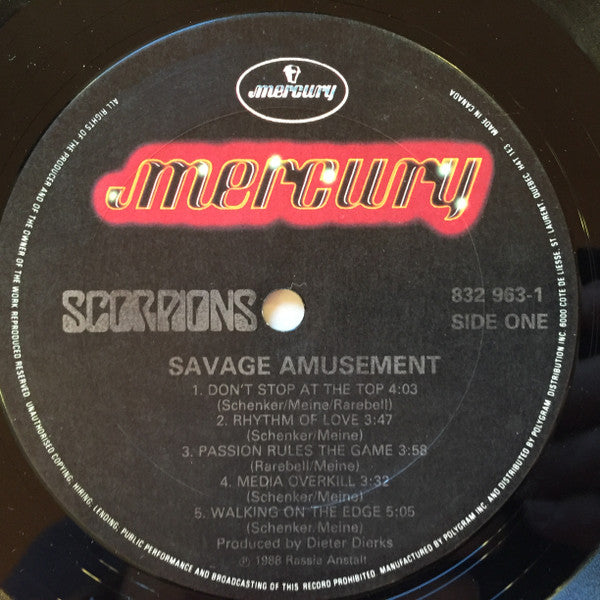 mercury
mercury
SCORPIONS
832 963-1
SIDE ONE
SAVAGE AMUSEMENT
1. DON'T STOP AT THE TOP 4:03
(Schenker/Meine/Rarebell)
2. RHYTHM OF LOVE 3:47
(Schenker/Meine)
3. PASSION RULES THE GAME 3:58
(Rarebell/Meine)
4. MEDIA OVERKILL 3:32
(Schenker/Meine)
5. WALKING ON THE EDGE 5:05
(Schenker/Meine)
Produced by Dieter Dierks
℗ 1988 Rassia Anstalt
ALL RIGHTS OF THE PRODUCER AND OF THE OWNER OF THE WORK REPRODUCED RESERVED. UNAUTHORISED COPYING, HIRING, LENDING, PUBLIC PERFORMANCE AND BROADCASTING OF THIS RECORD PROHIBITED. MANUFACTURED BY POLYGRAM INC. AND DISTRIBUTED BY POLYGRAM DISTRIBUTION INC. 6000 COTE DE LIESSE, ST. LAURENT, QUEBEC, H4T 1E3 - MADE IN CANADA